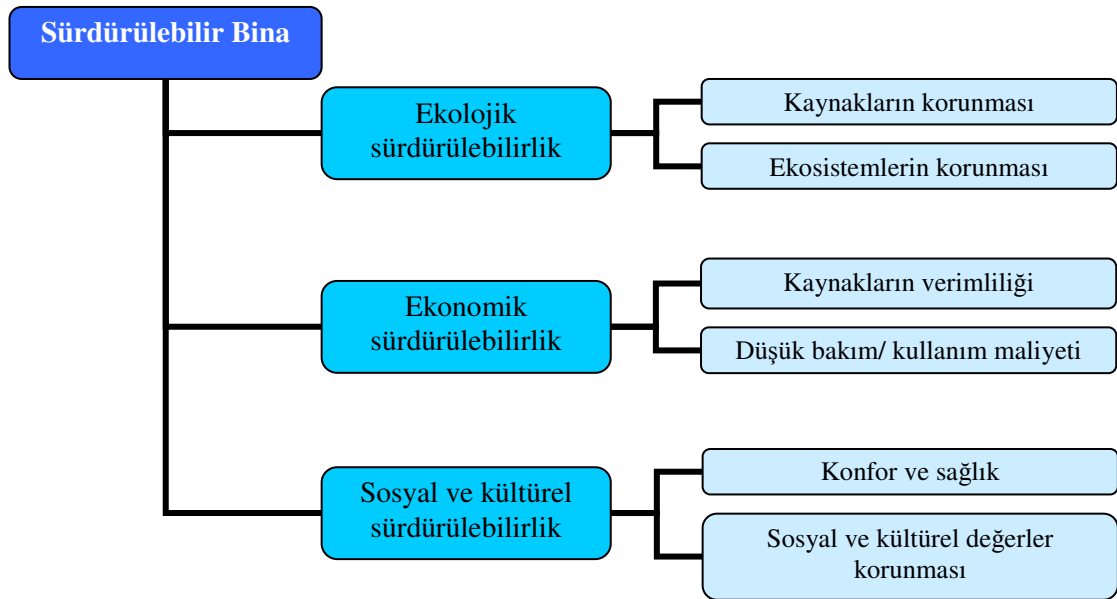 Sürdürülebilir Bina
Ekolojik
sürdürülebilirlik
Kaynakların korunması
Ekosistemlerin korunması
Ekonomik
sürdürülebilirlik
Kaynakların verimliliği
Düşük bakım/ kullanım maliyeti
Sosyal ve kültürel
sürdürülebilirlik
Konfor ve sağlık
Sosyal ve kültürel değerler
korunması